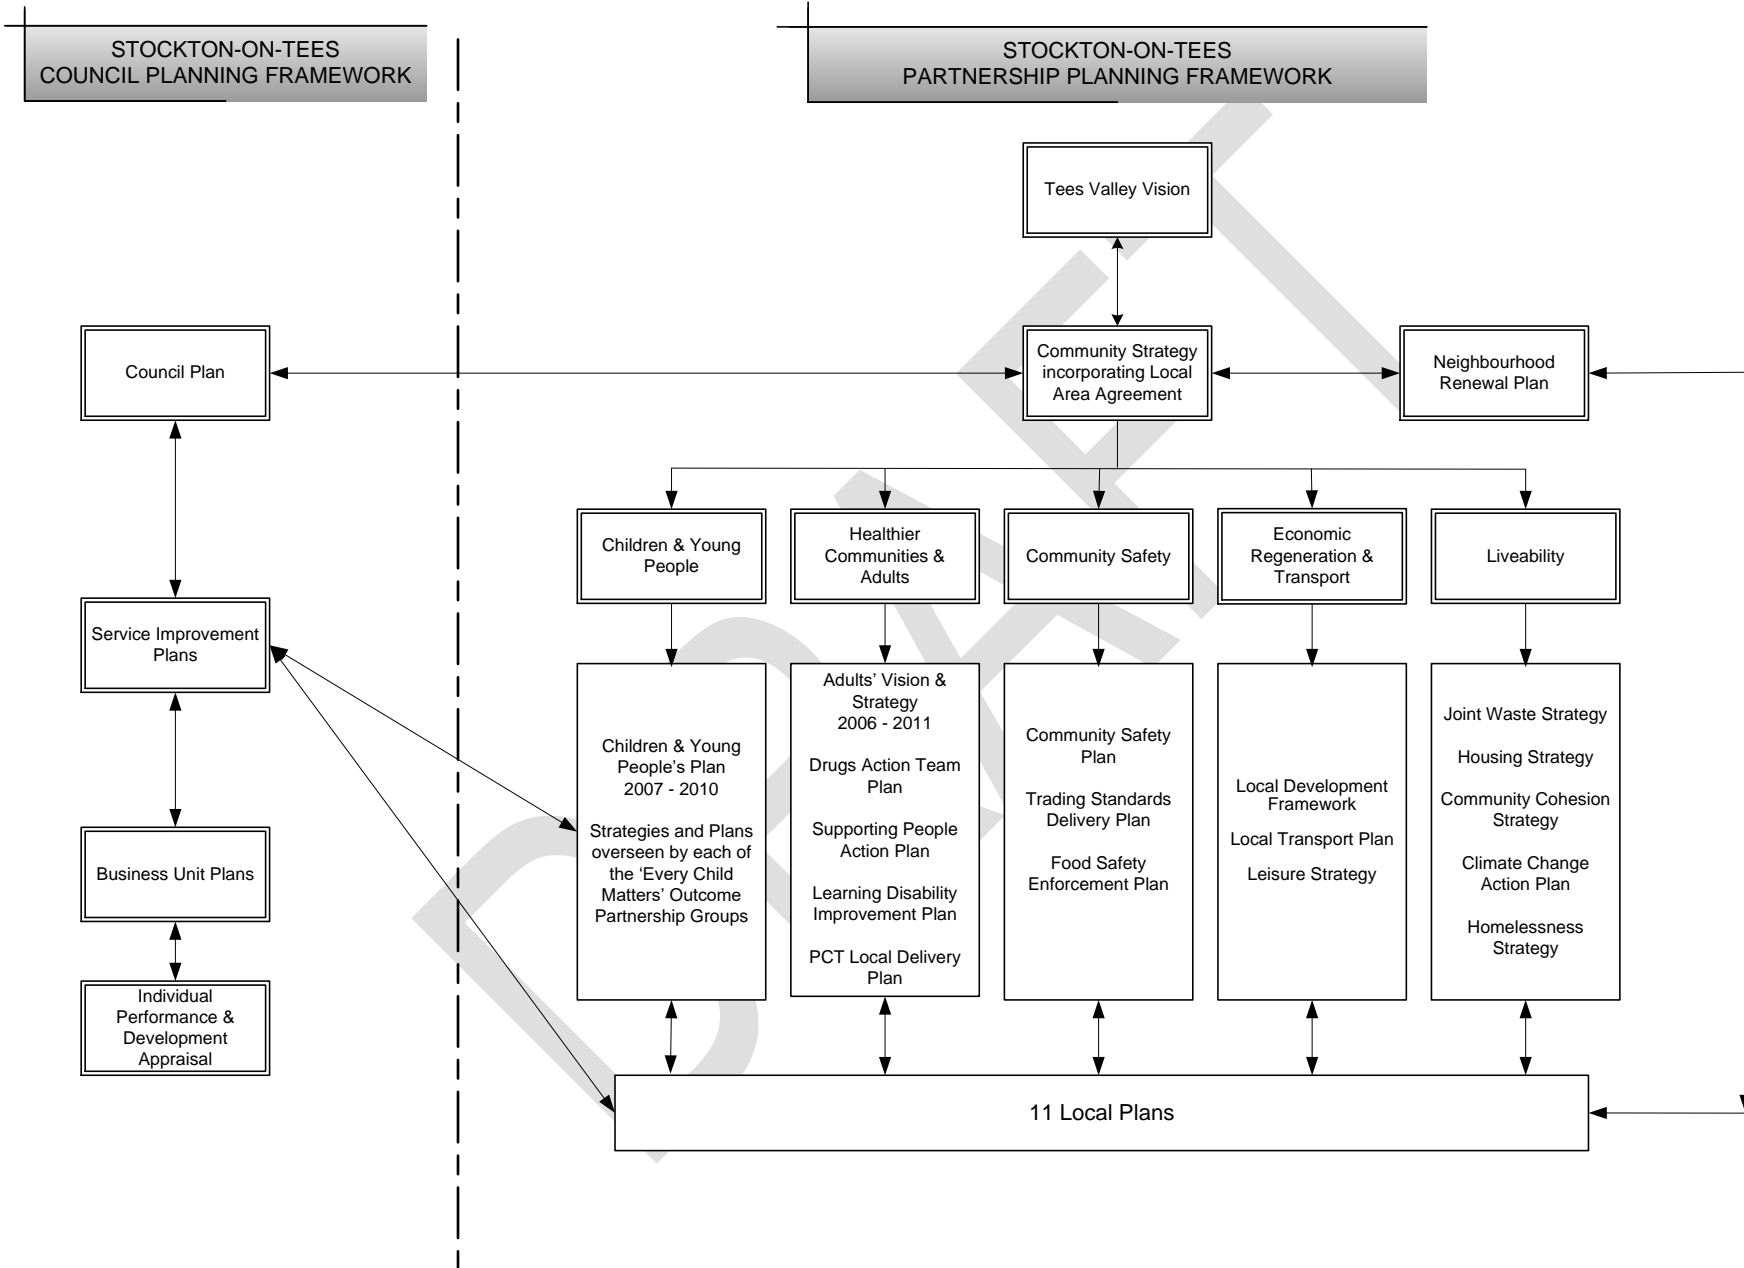 STOCKTON-ON-TEES
COUNCIL PLANNING FRAMEWORK
STOCKTON-ON-TEES
PARTNERSHIP PLANNING FRAMEWORK
DRAFT
Tees Valley Vision
Council Plan
Community Strategy
incorporating Local
Area Agreement
Neighbourhood
Renewal Plan
Children & Young
People
Healthier
Communities &
Adults
Community Safety
Economic
Regeneration &
Transport
Liveability
Service Improvement
Plans
Children & Young
People's Plan
2007 - 2010
Strategies and Plans
overseen by each of
the ‘Every Child
Matters’ Outcome
Partnership Groups
Adults’ Vision &
Strategy
2006 - 2011
Drugs Action Team
Plan
Supporting People
Action Plan
Learning Disability
Improvement Plan
PCT Local Delivery
Plan
Community Safety
Plan
Trading Standards
Delivery Plan
Food Safety
Enforcement Plan
Local Development
Framework
Local Transport Plan
Leisure Strategy
Joint Waste Strategy
Housing Strategy
Community Cohesion
Strategy
Climate Change
Action Plan
Homelessness
Strategy
Business Unit Plans
Individual
Performance &
Development
Appraisal
11 Local Plans